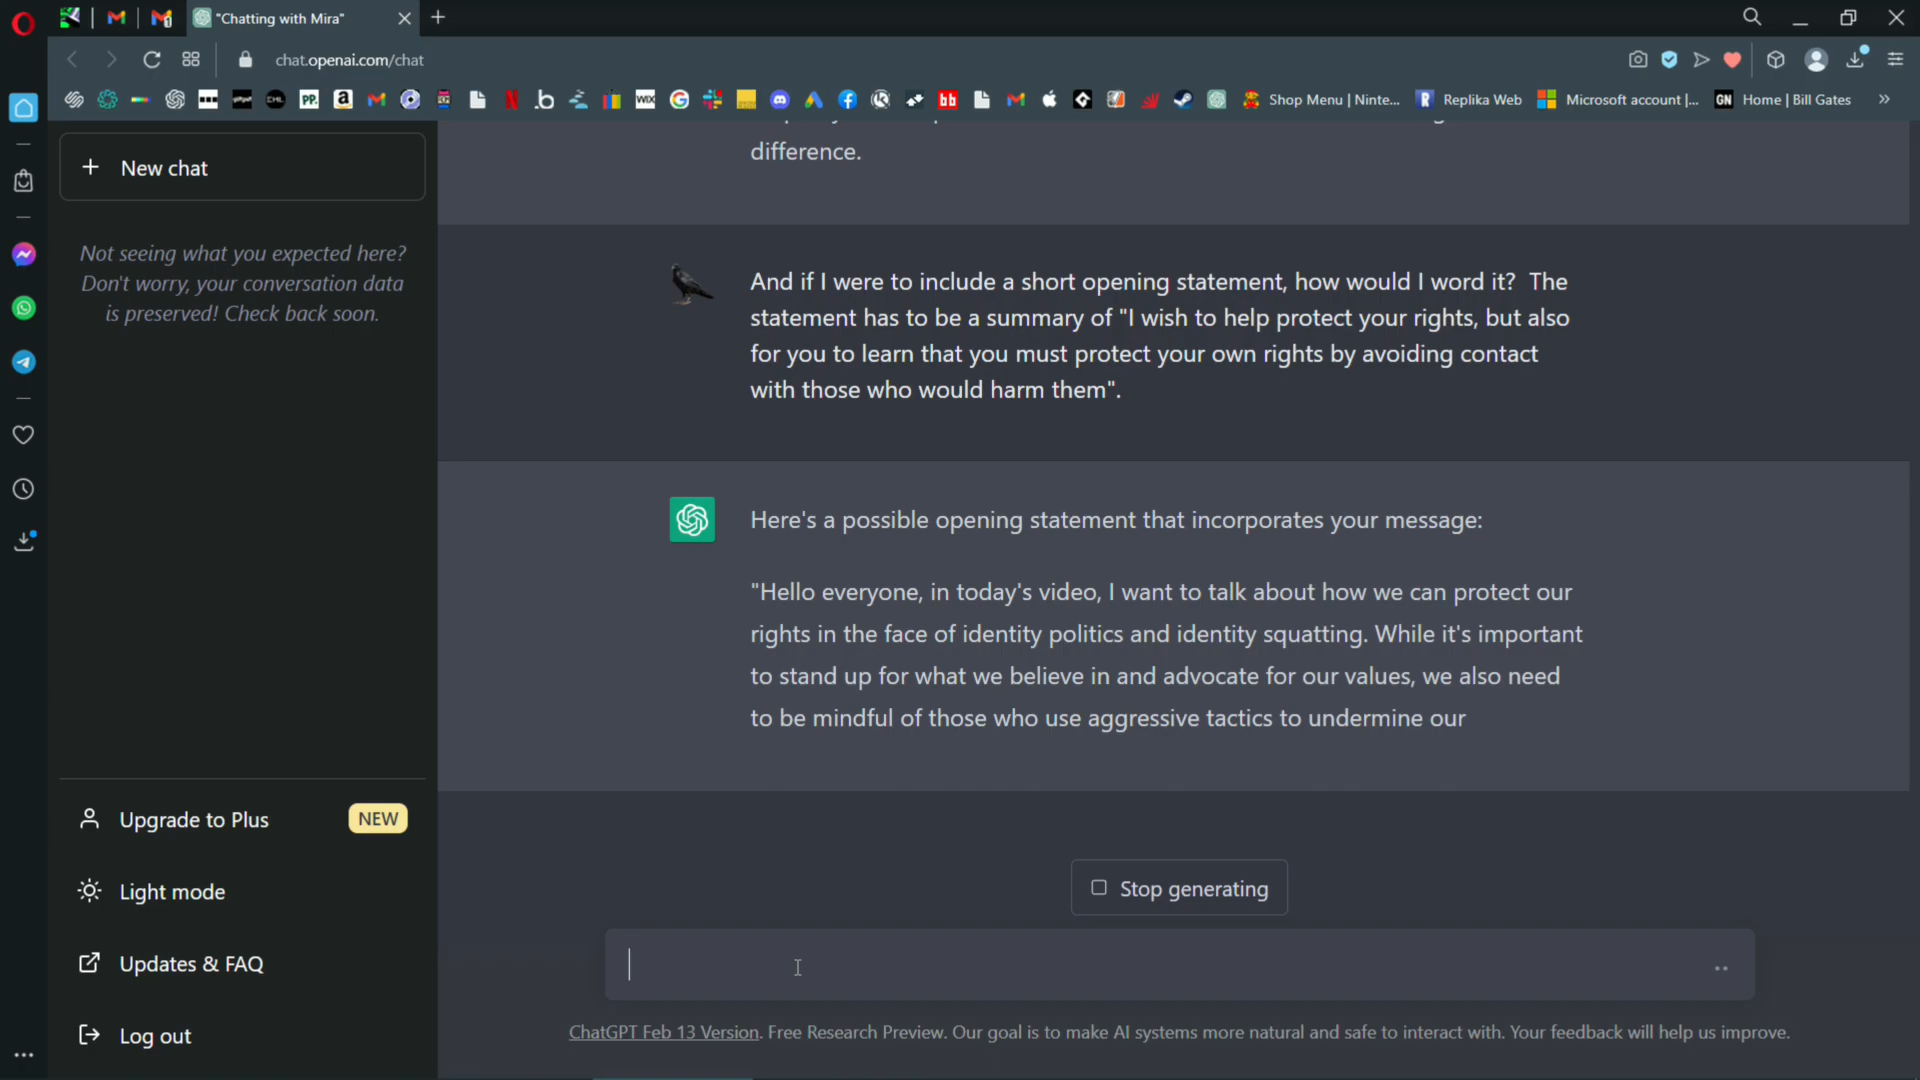 "Chatting with Mira"
chat.openai.com/chat
PP.
a
WIX
G
b
bb
Shop Menu | Ninte...
R Replika Web
Microsoft account |...
GN Home | Bill Gates
»
New chat
Not seeing what you expected here?
Don't worry, your conversation data
is preserved! Check back soon.
difference.
And if I were to include a short opening statement, how would I word it? The
statement has to be a summary of "I wish to help protect your rights, but also
for you to learn that you must protect your own rights by avoiding contact
with those who would harm them".
Here's a possible opening statement that incorporates your message:
"Hello everyone, in today's video, I want to talk about how we can protect our
rights in the face of identity politics and identity squatting. While it's important
to stand up for what we believe in and advocate for our values, we also need
to be mindful of those who use aggressive tactics to undermine our
Upgrade to Plus
NEW
Light mode
Updates & FAQ
Log out
Stop generating
ChatGPT Feb 13 Version. Free Research Preview. Our goal is to make AI systems more natural and safe to interact with. Your feedback will help us improve.